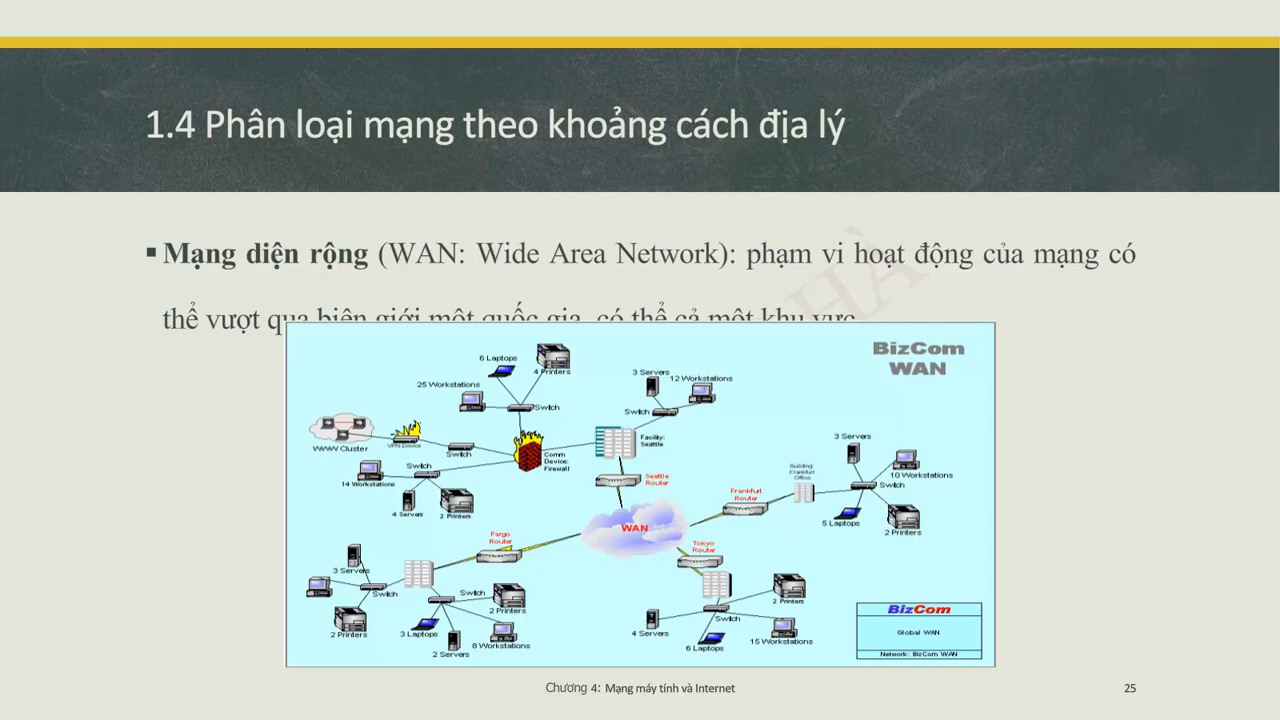 1.4 Phân loại mạng theo khoảng cách địa lý
▪ Mạng diện rộng (WAN: Wide Area Network): phạm vi hoạt động của mạng có
thể vượt qua biên giới một quốc gia, có thể cả một khu vực
HÀ
BizCom
WAN
6 Laptops
4 Printers
25 Workstations
Switch
3 Servers
12 Workstations
Switch
WWW Cluster
VPN Device
Switch
Comm
Device:
Firewall
Facility:
Seattle
Switch
14 Workstations
4 Servers
2 Printers
Seattle
Router
Building:
Frankfurt
Office
3 Servers
10 Workstations
Switch
5 Laptops
2 Printers
Frankfurt
Router
WAN
Fargo
Router
Tokyo
Router
3 Servers
Switch
2 Printers
Switch
2 Printers
3 Laptops
2 Servers
8 Workstations
2 Printers
Switch
4 Servers
6 Laptops
15 Workstations
BizCom
Global WAN
Network: BizCom WAN
Chương 4: Mạng máy tính và Internet
25